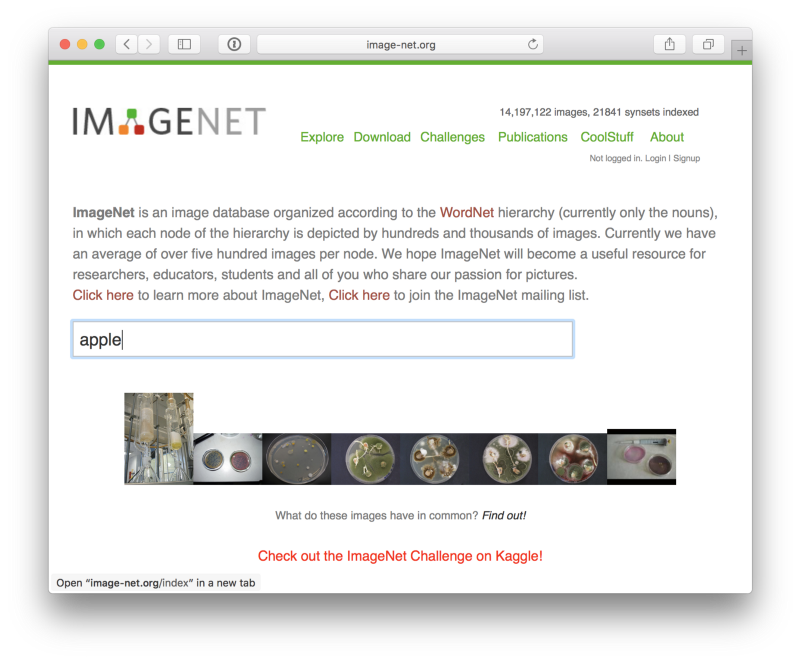 image-net.org
IMAGENET
14,197,122 images, 21841 synsets indexed
Explore Download Challenges Publications CoolStuff About
Not logged in. Login | Signup
ImageNet is an image database organized according to the WordNet hierarchy (currently only the nouns),
in which each node of the hierarchy is depicted by hundreds and thousands of images. Currently we have
an average of over five hundred images per node. We hope ImageNet will become a useful resource for
researchers, educators, students and all of you who share our passion for pictures.
Click here to learn more about ImageNet, Click here to join the ImageNet mailing list.
apple
What do these images have in common? Find out!
Check out the ImageNet Challenge on Kaggle!
Open “image-net.org/index” in a new tab